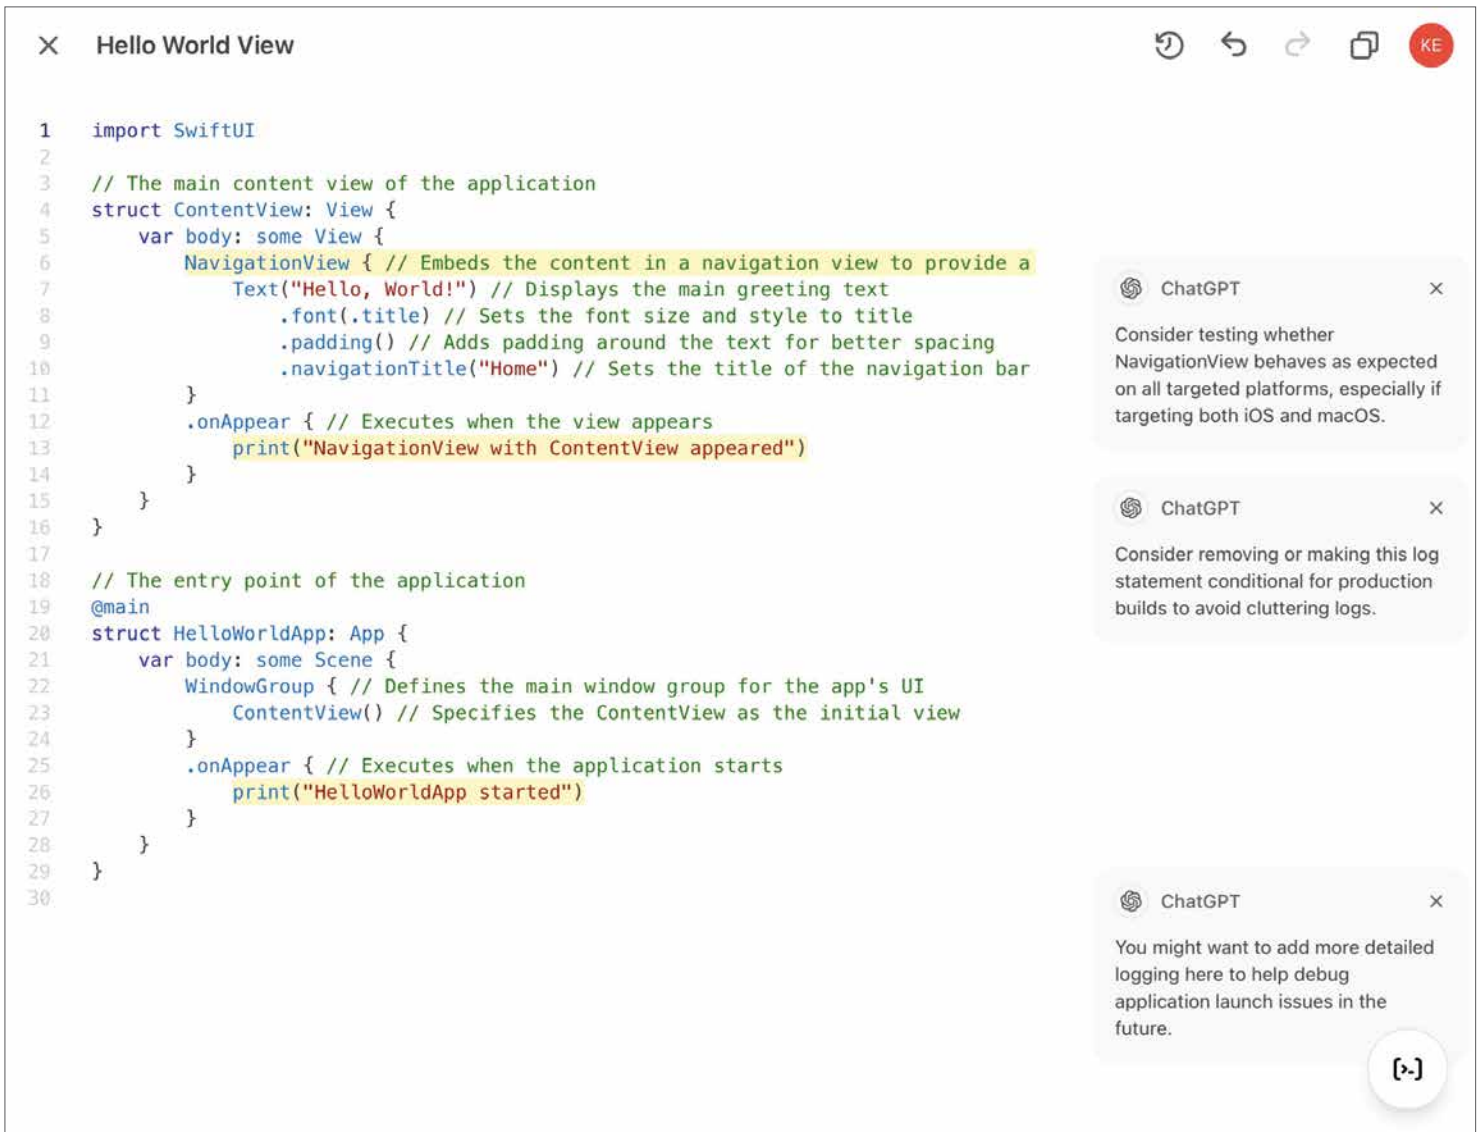 Hello World View
KE
1 import SwiftUI
2
3 // The main content view of the application
4 struct ContentView: View {
5     var body: some View {
6         NavigationView { // Embeds the content in a navigation view to provide a
7             Text("Hello, World!") // Displays the main greeting text
8                 .font(.title) // Sets the font size and style to title
9                 .padding() // Adds padding around the text for better spacing
10                .navigationTitle("Home") // Sets the title of the navigation bar
11        }
12        .onAppear { // Executes when the view appears
13            print("NavigationView with ContentView appeared")
14        }
15    }
16 }
17
18 // The entry point of the application
19 @main
20 struct HelloWorldApp: App {
21     var body: some Scene {
22         WindowGroup { // Defines the main window group for the app's UI
23             ContentView() // Specifies the ContentView as the initial view
24         }
25         .onAppear { // Executes when the application starts
26             print("HelloWorldApp started")
27         }
28     }
29 }
30
ChatGPT
Consider testing whether
NavigationView behaves as expected
on all targeted platforms, especially if
targeting both iOS and macOS.
ChatGPT
Consider removing or making this log
statement conditional for production
builds to avoid cluttering logs.
ChatGPT
You might want to add more detailed
logging here to help debug
application launch issues in the
future.